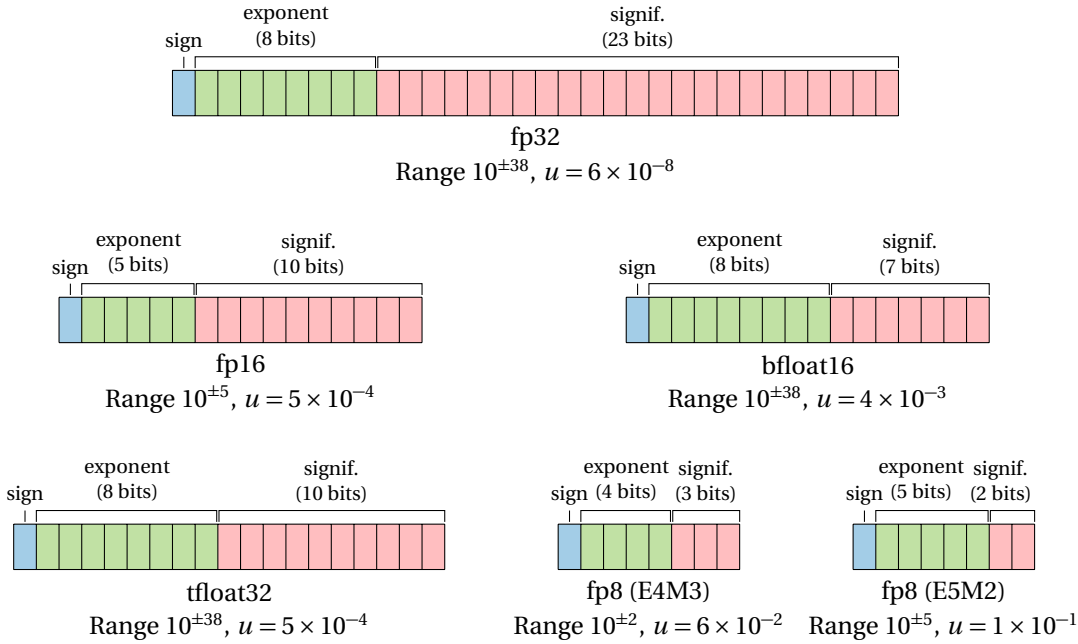 exponent signif.
sign (8 bits) (23 bits)
fp32
Range 10^{±38}, u = 6 × 10^{−8}
exponent signif.
sign (5 bits) (10 bits)
fp16
Range 10^{±5}, u = 5 × 10^{−4}
exponent signif.
sign (8 bits) (7 bits)
bfloat16
Range 10^{±38}, u = 4 × 10^{−3}
exponent signif.
sign (8 bits) (10 bits)
tfloat32
Range 10^{±38}, u = 5 × 10^{−4}
exponent signif.
sign (4 bits) (3 bits)
fp8 (E4M3)
Range 10^{±2}, u = 6 × 10^{−2}
exponent signif.
sign (5 bits) (2 bits)
fp8 (E5M2)
Range 10^{±5}, u = 1 × 10^{−1}